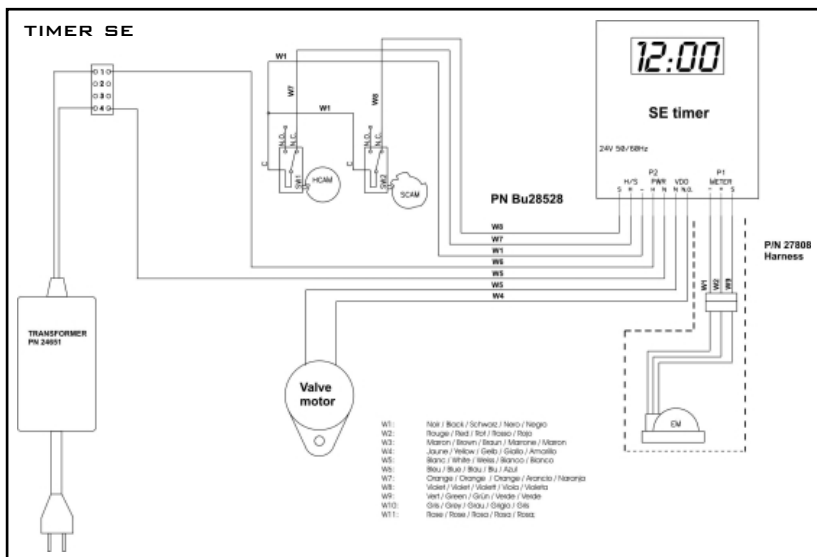 TIMER SE
12:00
SE timer
24V 50/60Hz
P2
P1
H/S PWR VDO METER
S H - H N N N.O. - + S
1
2
3
4
W1
W7
W8
W1
N.O.
N.C.
C
SW1
HCAM
N.O.
N.C.
C
SW2
SCAM
PN Bu28528
W8
W7
W1
W6
W5
W5
W4
P/N 27808
Harness
W1
W2
W9
EM
TRANSFORMER
PN 24651
Valve
motor
W1: Noir / Black / Schwarz / Nero / Negro
W2: Rouge / Red / Rot / Rosso / Rojo
W3: Marron / Brown / Braun / Marrone / Marron
W4: Jaune / Yellow / Gelb / Giallo / Amarillo
W5: Blanc / White / Weiss / Bianco / Blanco
W6: Bleu / Blue / Blau / Blu / Azul
W7: Orange / Orange / Orange / Arancio / Naranja
W8: Violet / Violet / Violett / Viola / Violeta
W9: Vert / Green / Grün / Verde / Verde
W10: Gris / Grey / Grau / Grigio / Gris
W11: Rose / Rose / Rosa / Rosa / Rosa;